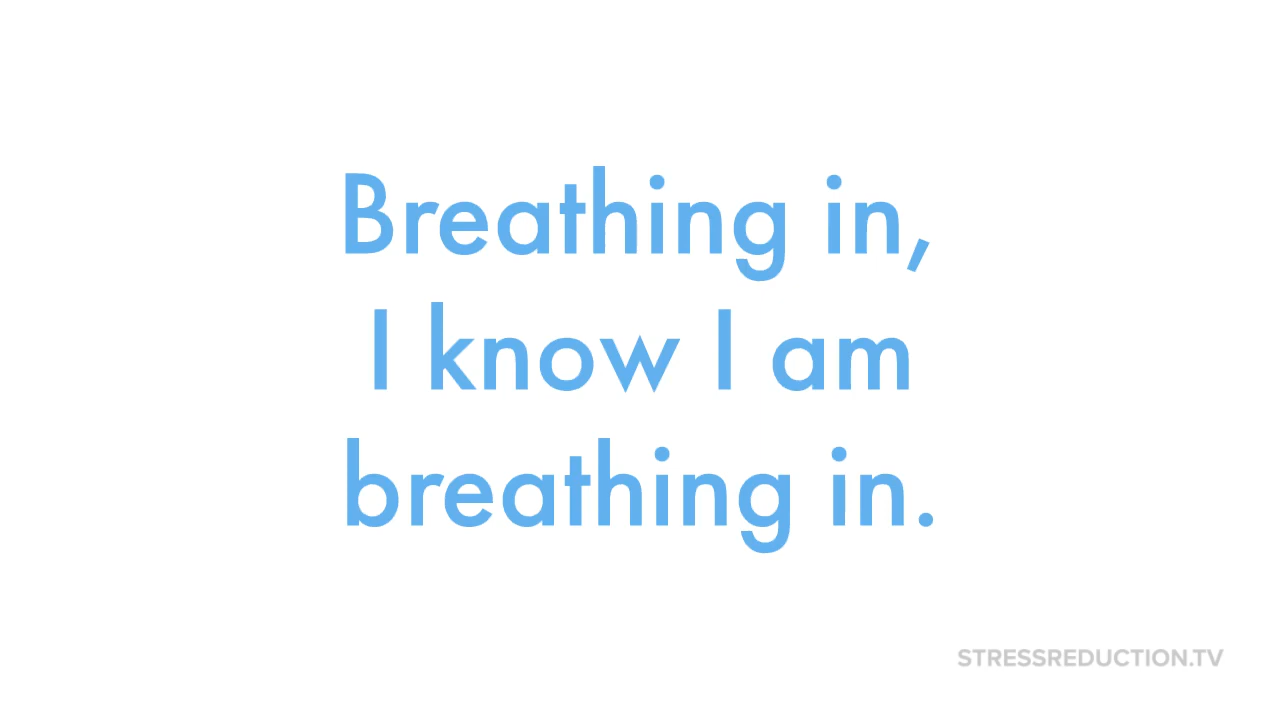 Breathing in,
I know I am
breathing in.
STRESSREDUCTION.TV